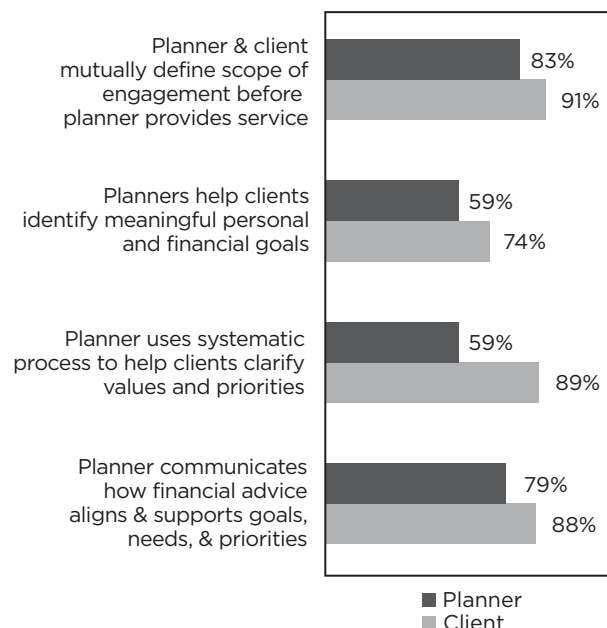 Planner & client
mutually define scope of
engagement before
planner provides service
83%
91%
Planners help clients
identify meaningful personal
and financial goals
59%
74%
Planner uses systematic
process to help clients clarify
values and priorities
59%
89%
Planner communicates
how financial advice
aligns & supports goals,
needs, & priorities
79%
88%
Planner
Client